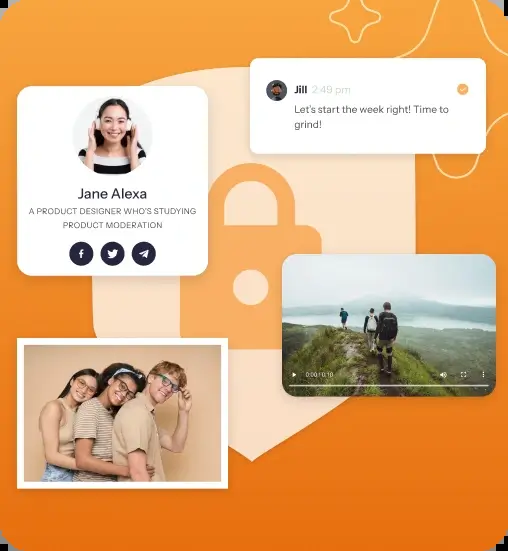 Jill 2:49 pm
Let's start the week right! Time to
grind!
Jane Alexa
A PRODUCT DESIGNER WHO'S STUDYING
PRODUCT MODERATION
0:00 / 0:10